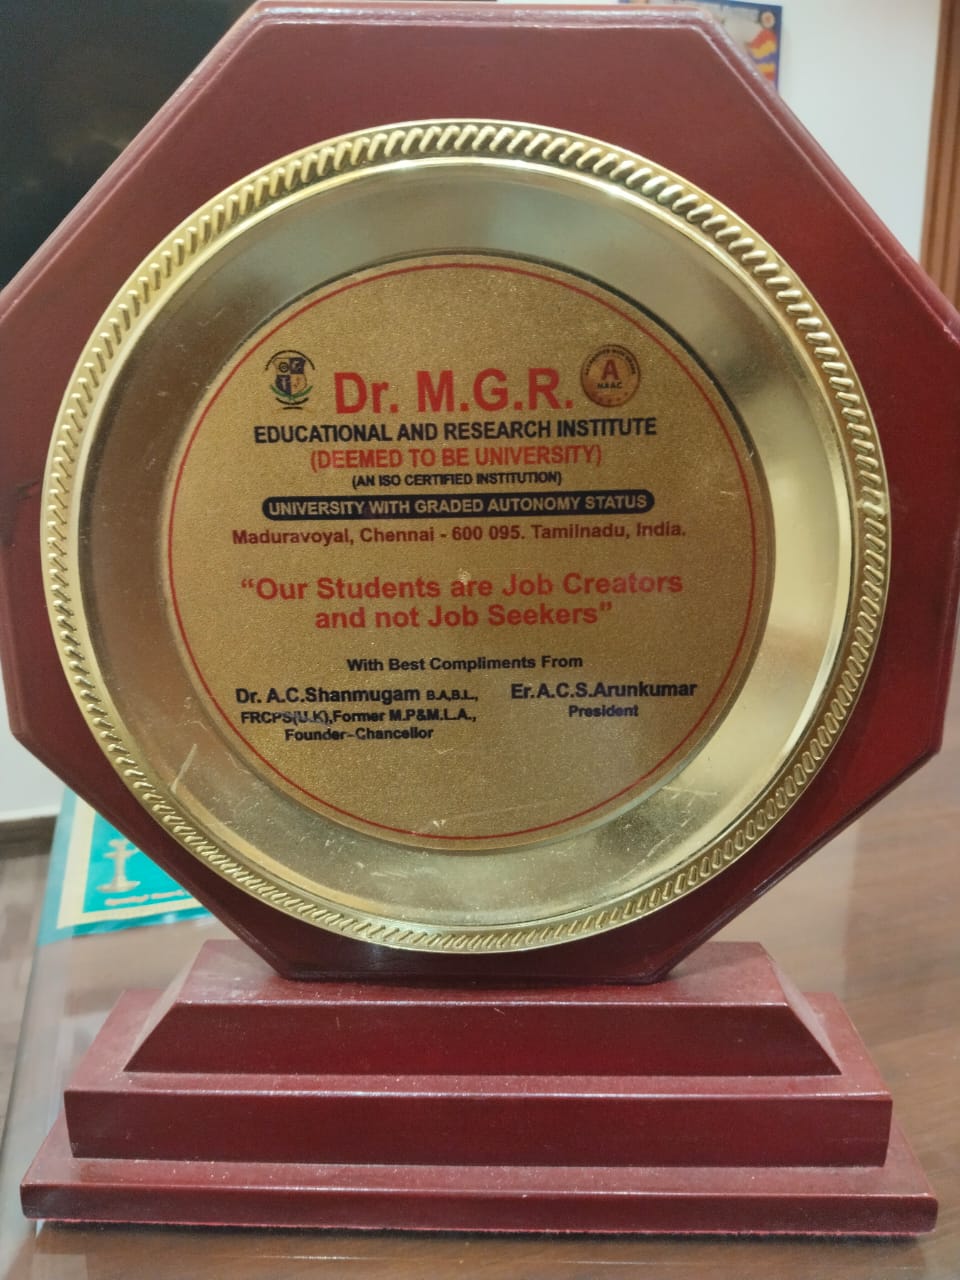 Dr. M.G.R.
A
NAAC
EDUCATIONAL AND RESEARCH INSTITUTE
(DEEMED TO BE UNIVERSITY)
(AN ISO CERTIFIED INSTITUTION)
UNIVERSITY WITH GRADED AUTONOMY STATUS
Maduravoyal, Chennai - 600 095. Tamilnadu, India.
“Our Students are Job Creators
and not Job Seekers”
With Best Compliments From
Dr. A.C.Shanmugam B.A,B.L.,
FRCPS(U.K),Former M.P&M.L.A.,
Founder-Chancellor
Er.A.C.S.Arunkumar
President